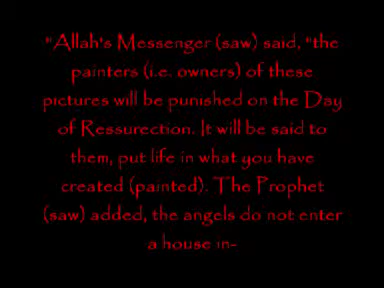 "Allah's Messenger (saw) said, "the
painters (i.e. owners) of these
pictures will be punished on the Day
of Ressurection. It will be said to
them, put life in what you have
created (painted). The Prophet
(saw) added, the angels do not enter
a house in-